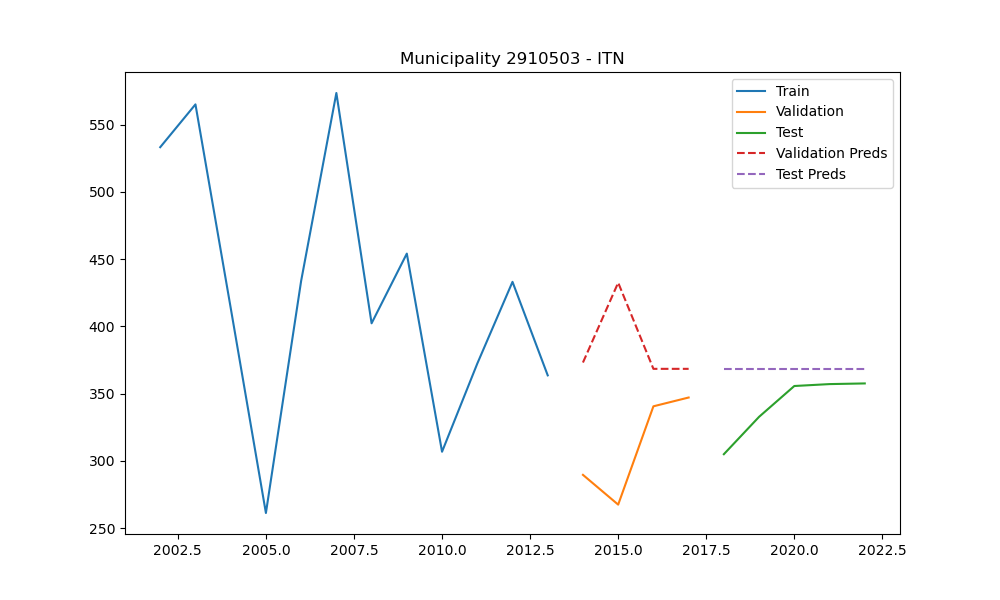 Municipality 2910503 - ITN
Train
Validation
Test
Validation Preds
Test Preds
550
500
450
400
350
300
250
2002.5 2005.0 2007.5 2010.0 2012.5 2015.0 2017.5 2020.0 2022.5